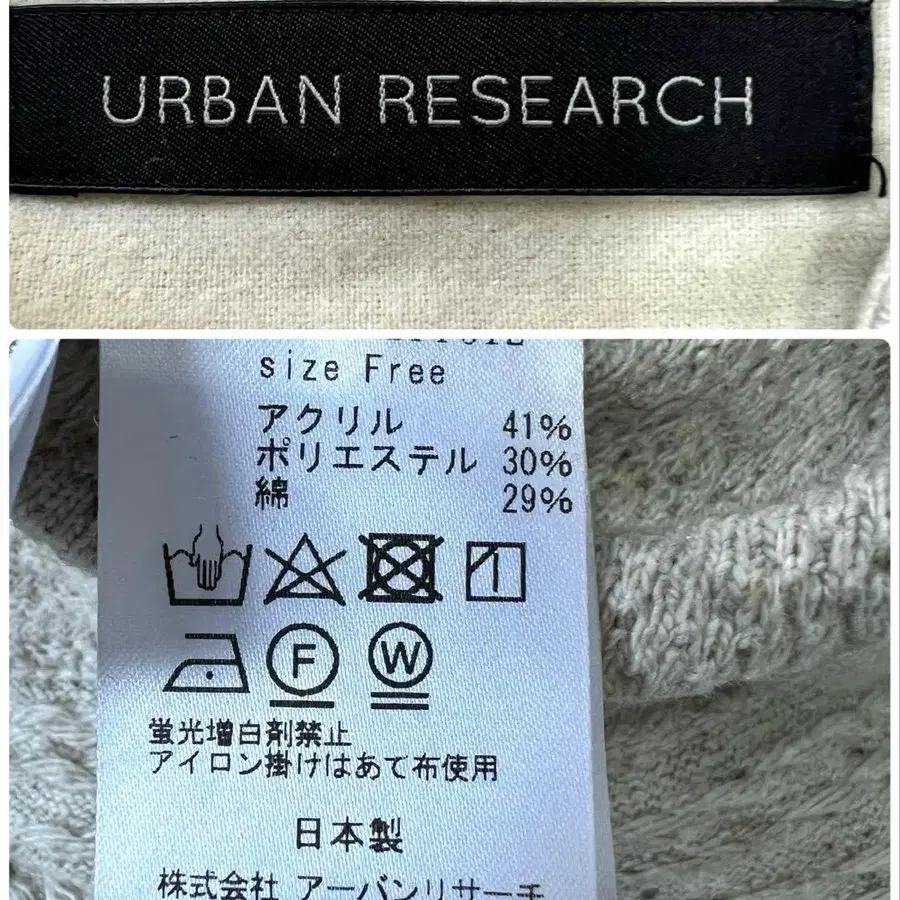 URBAN RESEARCH
size Free
アクリル 41%
ポリエステル 30%
綿 29%
F W
蛍光増白剤禁止
アイロン掛けはあて布使用
日本製
株式会社 アーバンリサーチ